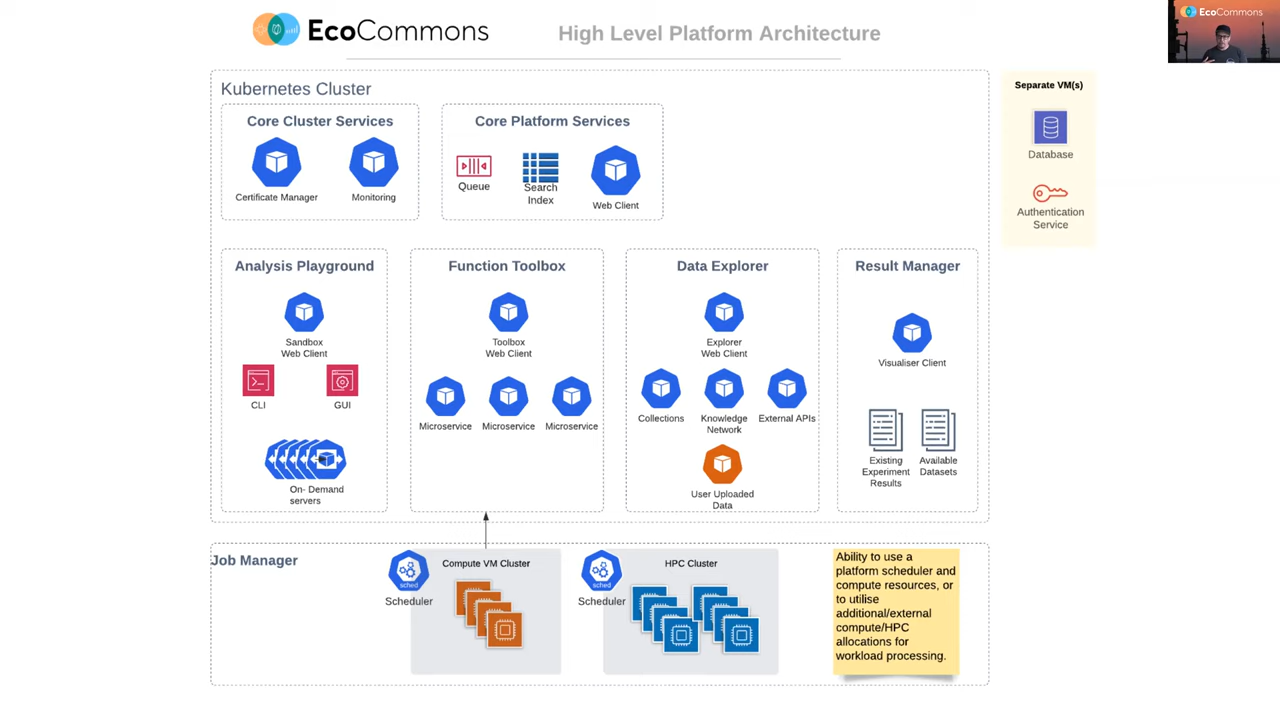 EcoCommons
High Level Platform Architecture
EcoCommons
Kubernetes Cluster
Separate VM(s)
Database
Authentication
Service
Core Cluster Services
Certificate Manager
Monitoring
Core Platform Services
Queue
Search
Index
Web Client
Analysis Playground
Sandbox
Web Client
CLI
GUI
On- Demand
servers
Function Toolbox
Toolbox
Web Client
Microservice
Microservice
Microservice
Data Explorer
Explorer
Web Client
Collections
Knowledge
Network
External APIs
User Uploaded
Data
Result Manager
Visualiser Client
Existing
Experiment
Results
Available
Datasets
Job Manager
sched
Scheduler
Compute VM Cluster
sched
Scheduler
HPC Cluster
Ability to use a
platform scheduler and
compute resources, or
to utilise
additional/external
compute/HPC
allocations for
workload processing.